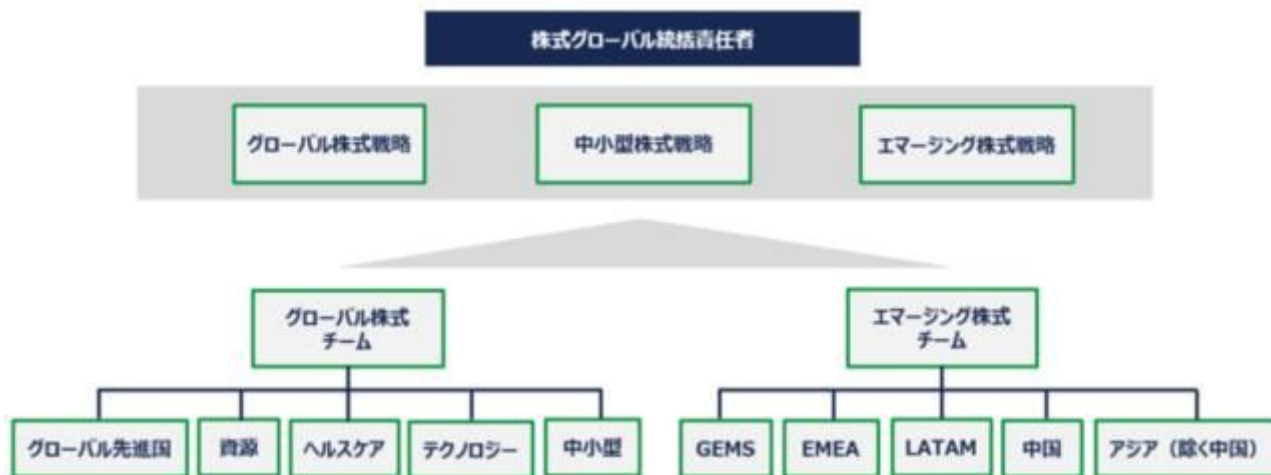 株式グローバル統括責任者
グローバル株式戦略
中小型株式戦略
エマージング株式戦略
グローバル株式
チーム
エマージング株式
チーム
グローバル先進国
資源
ヘルスケア
テクノロジー
中小型
GEMS
EMEA
LATAM
中国
アジア（除く中国）